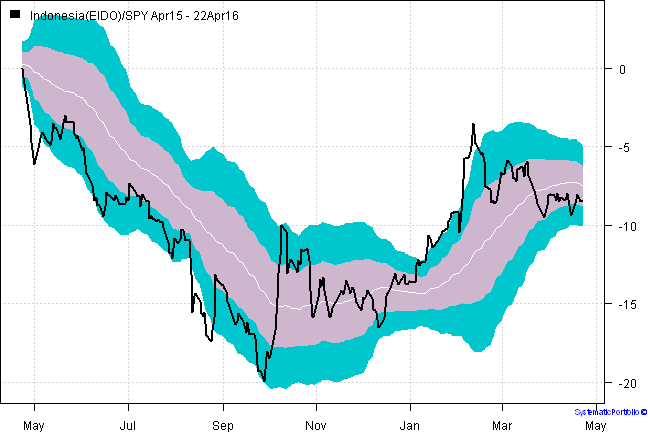 Indonesia(EIDO)/SPY Apr15 - 22Apr16
0
-5
-10
-15
-20
SystematicPortfolio ©
May Jul Sep Nov Jan Mar May